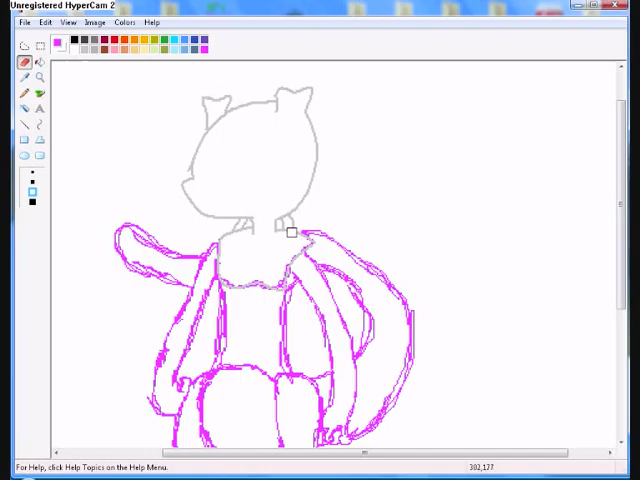 Unregistered HyperCam 2
File Edit View Image Colors Help
For Help, click Help Topics on the Help Menu.
302,177